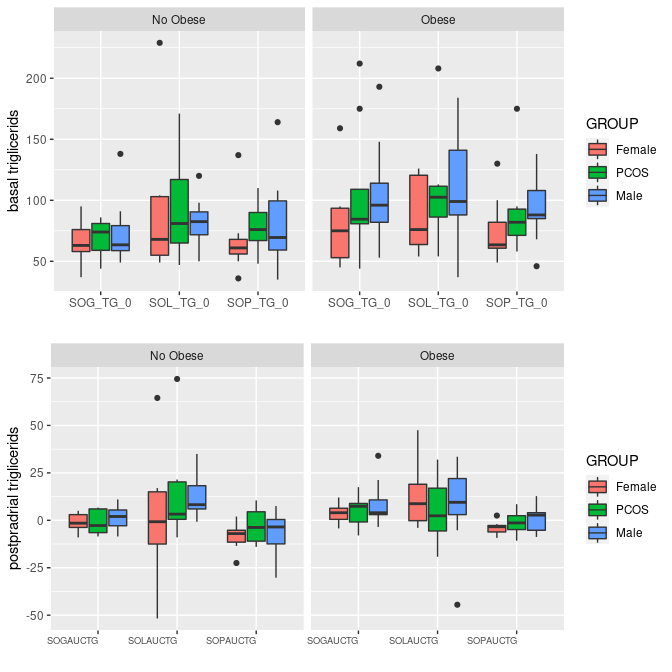 No Obese Obese
200
150
100
50
basal triglicerids
SOG_TG_0 SOL_TG_0 SOP_TG_0 SOG_TG_0 SOL_TG_0 SOP_TG_0
GROUP
Female
PCOS
Male
No Obese Obese
75
50
25
0
-25
-50
postpradrial triglicerids
SOGAUCTG SOLAUCTG SOPAUCTG SOGAUCTG SOLAUCTG SOPAUCTG
GROUP
Female
PCOS
Male